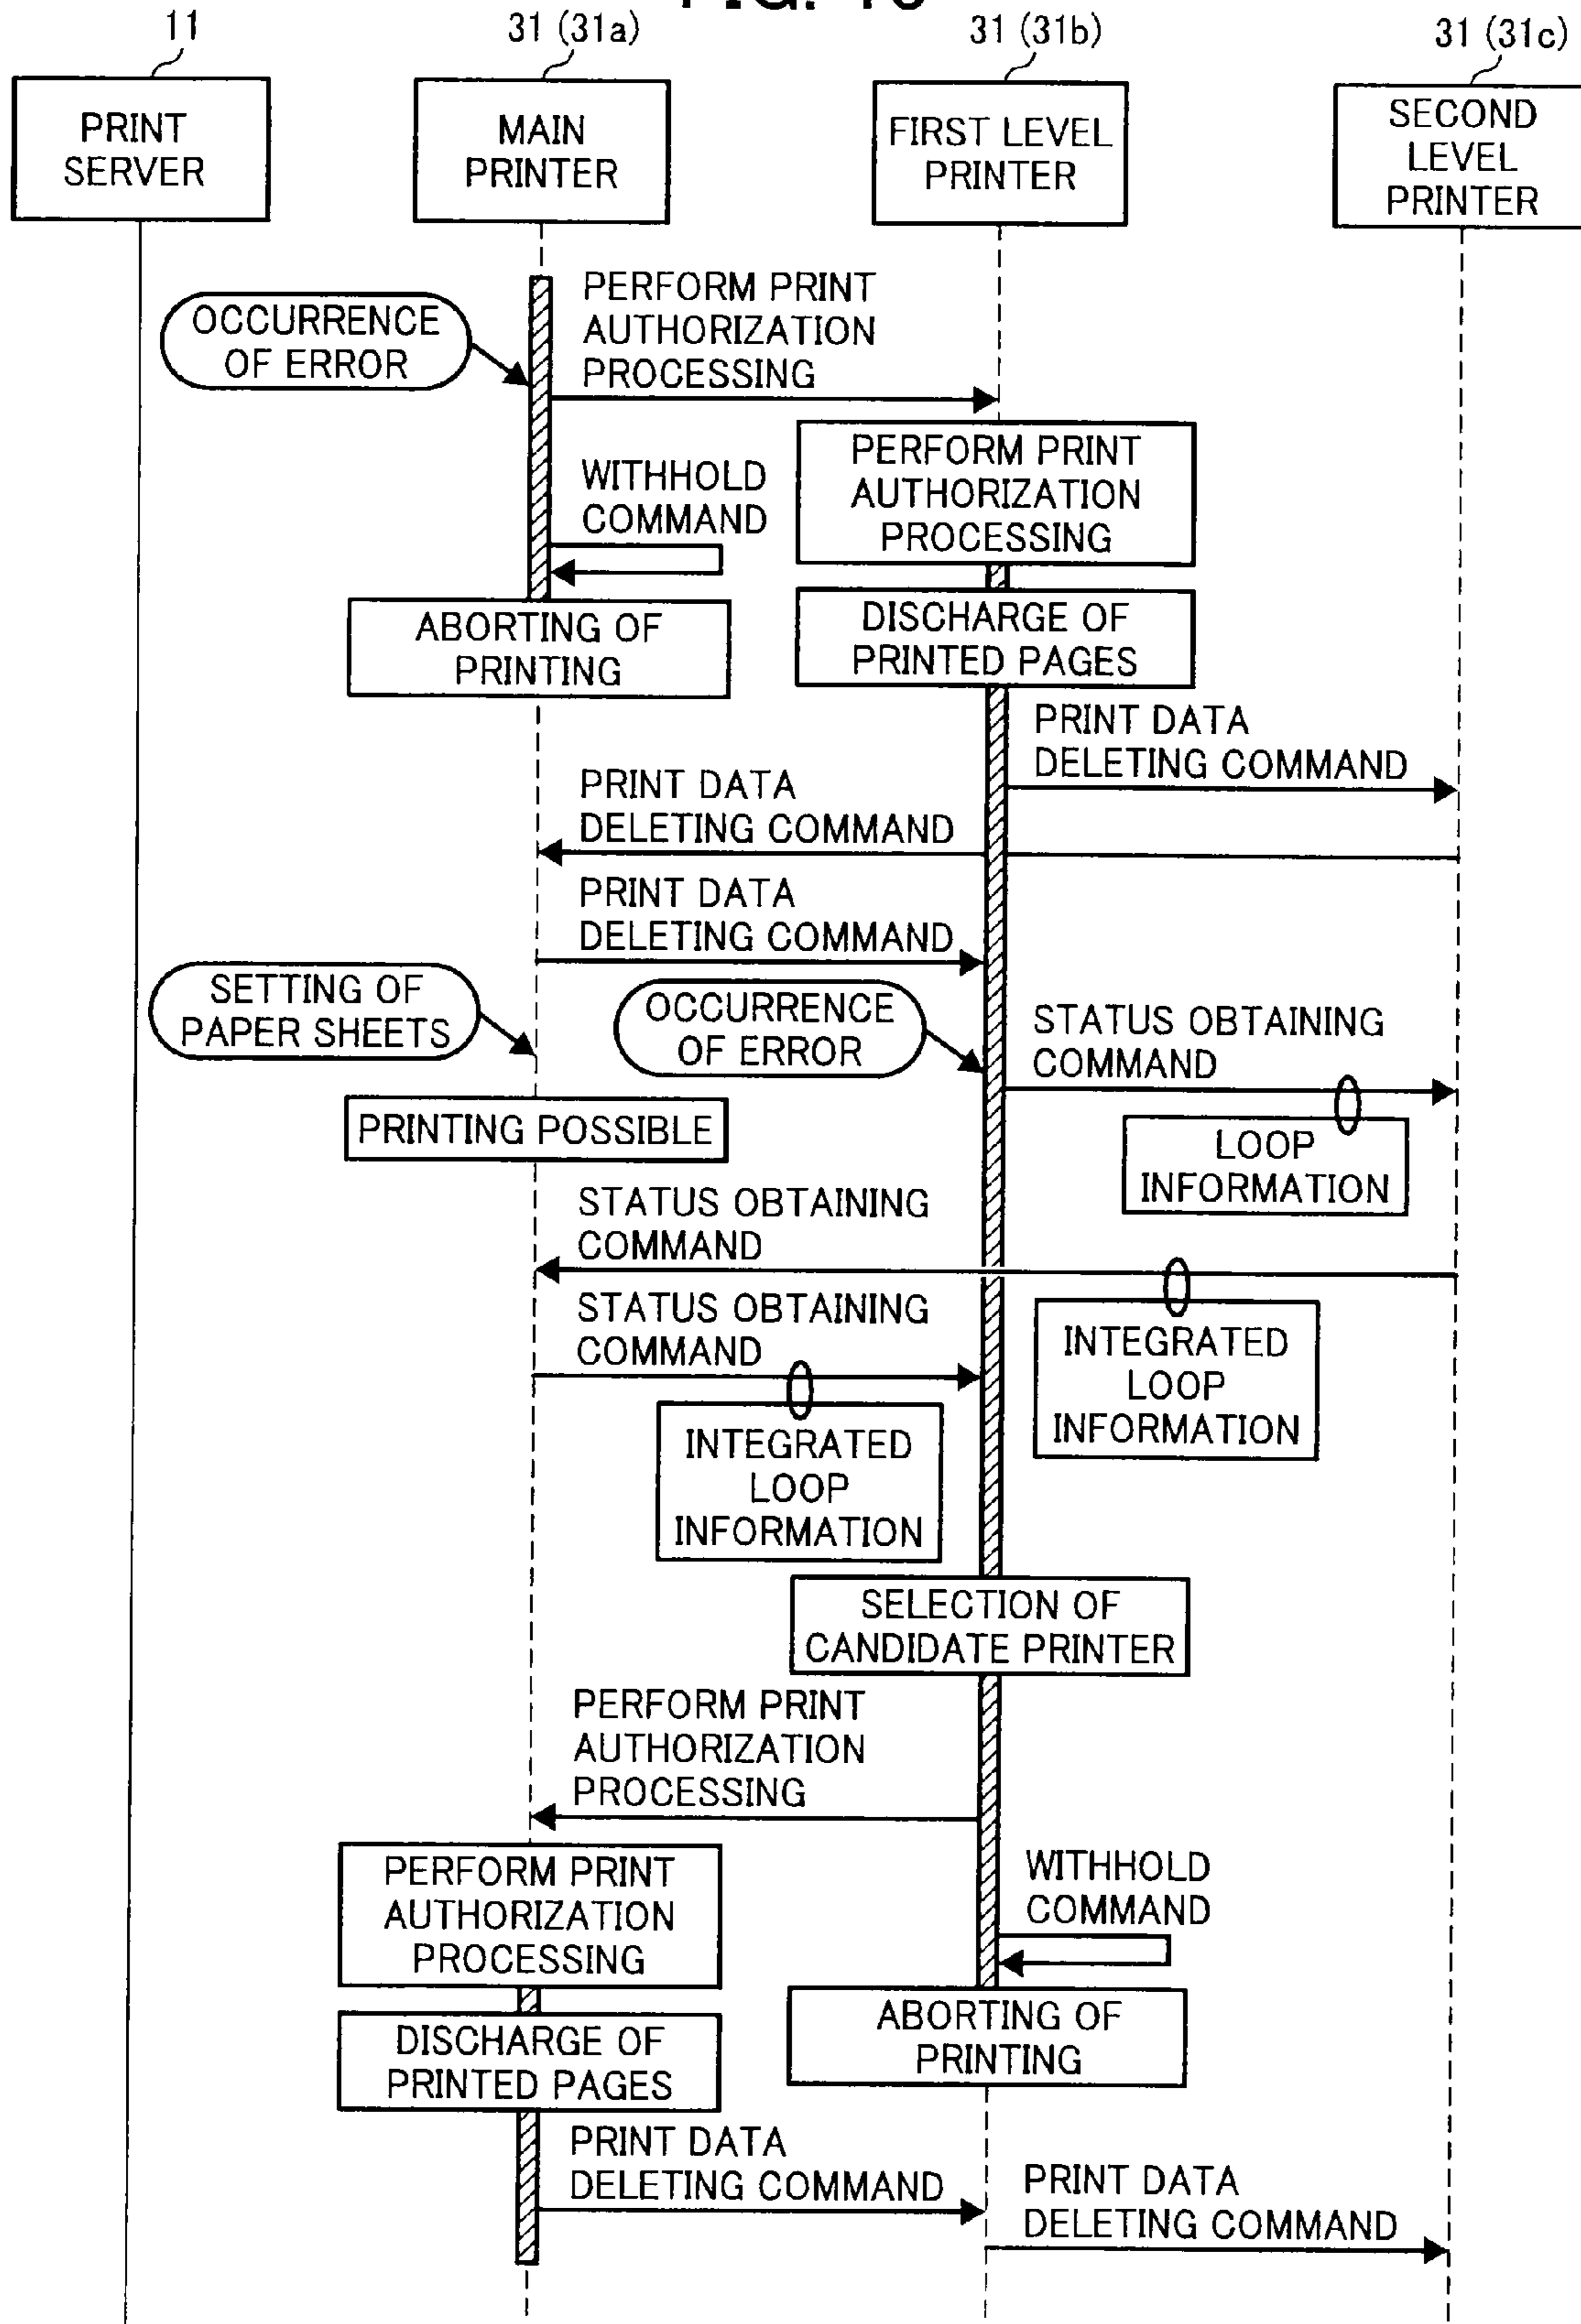 11
31 (31a)
31 (31b)
31 (31c)
PRINT
SERVER
MAIN
PRINTER
FIRST LEVEL
PRINTER
SECOND
LEVEL
PRINTER
OCCURRENCE
OF ERROR
PERFORM PRINT
AUTHORIZATION
PROCESSING
PERFORM PRINT
AUTHORIZATION
PROCESSING
WITHHOLD
COMMAND
ABORTING OF
PRINTING
DISCHARGE OF
PRINTED PAGES
PRINT DATA
DELETING COMMAND
PRINT DATA
DELETING COMMAND
PRINT DATA
DELETING COMMAND
SETTING OF
PAPER SHEETS
OCCURRENCE
OF ERROR
STATUS OBTAINING
COMMAND
PRINTING POSSIBLE
LOOP
INFORMATION
STATUS OBTAINING
COMMAND
STATUS OBTAINING
COMMAND
INTEGRATED
LOOP
INFORMATION
INTEGRATED
LOOP
INFORMATION
SELECTION OF
CANDIDATE PRINTER
PERFORM PRINT
AUTHORIZATION
PROCESSING
PERFORM PRINT
AUTHORIZATION
PROCESSING
WITHHOLD
COMMAND
ABORTING OF
PRINTING
DISCHARGE OF
PRINTED PAGES
PRINT DATA
DELETING COMMAND
PRINT DATA
DELETING COMMAND